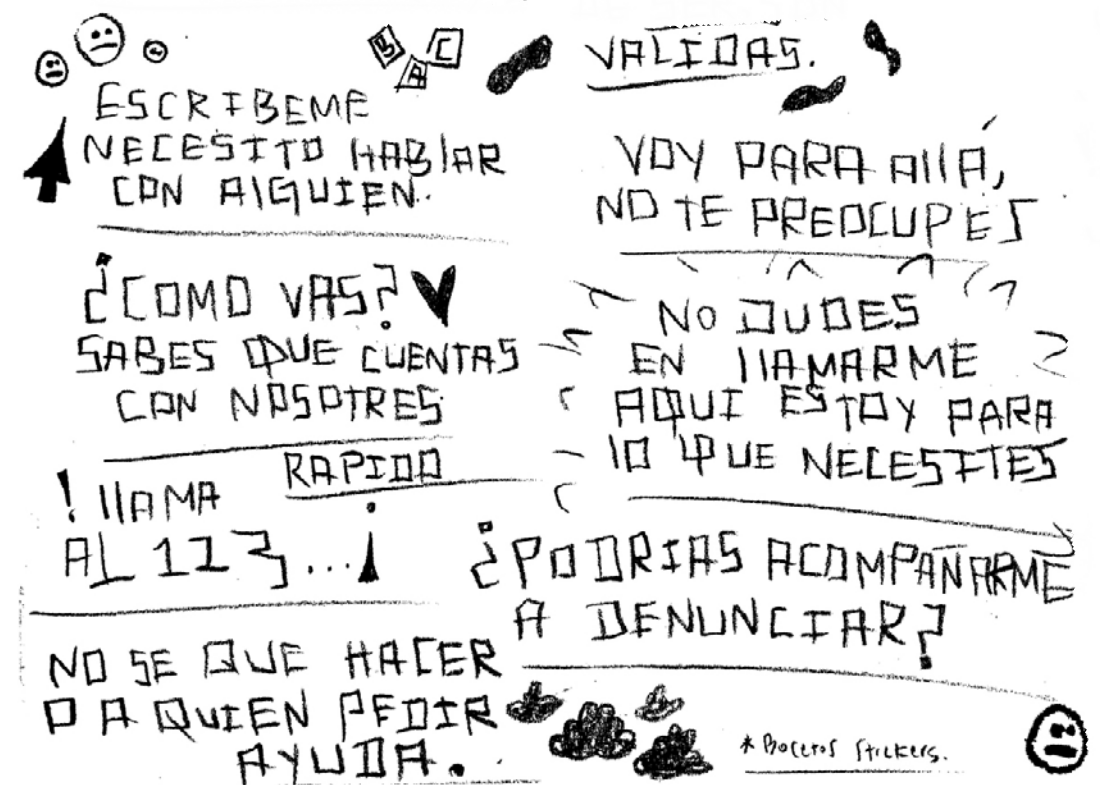 B A C
ESCRIBEME
NECESITO HABlAR
CON AlGUIEN.
¿COMO VAS?
SABES QUE CUENTAS
CON NOSOTRES
RAPIDO
! llAMA
AL 123...¡
NO SE QUE HACER
O A QUIEN PEDIR
AYUDA.
VALIDAS.
VOY PARA AllÁ,
NO TE PREOCUPES
NO DUDES
EN llAMARME
AQUI ESTOY PARA
lO QUE NECESITES
¿PODRIAS ACOMPAÑARME
A DENUNCIAR?
* Bocetos Stickers.